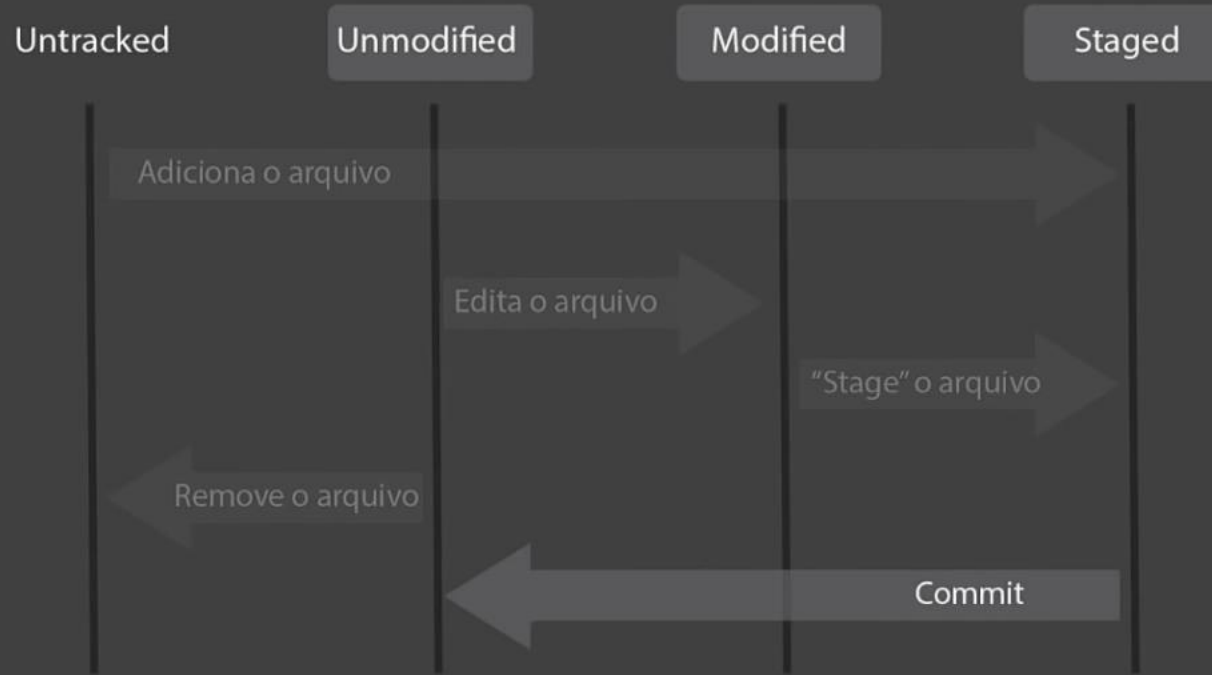 Untracked
Unmodified
Modified
Staged
Adiciona o arquivo
Edita o arquivo
“Stage” o arquivo
Remove o arquivo
Commit